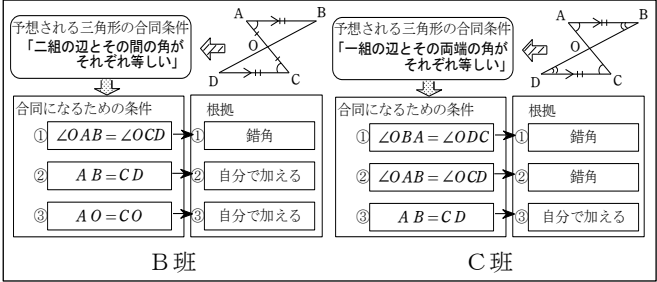 予想される三角形の合同条件
「二組の辺とその間の角が
それぞれ等しい」
A B
O
D C
合同になるための条件
根拠
① ∠OAB=∠OCD
① 錯角
② AB=CD
② 自分で加える
③ AO=CO
③ 自分で加える
B班
予想される三角形の合同条件
「一組の辺とその両端の角が
それぞれ等しい」
A B
O
D C
合同になるための条件
根拠
① ∠OBA=∠ODC
① 錯角
② ∠OAB=∠OCD
② 錯角
③ AB=CD
③ 自分で加える
C班